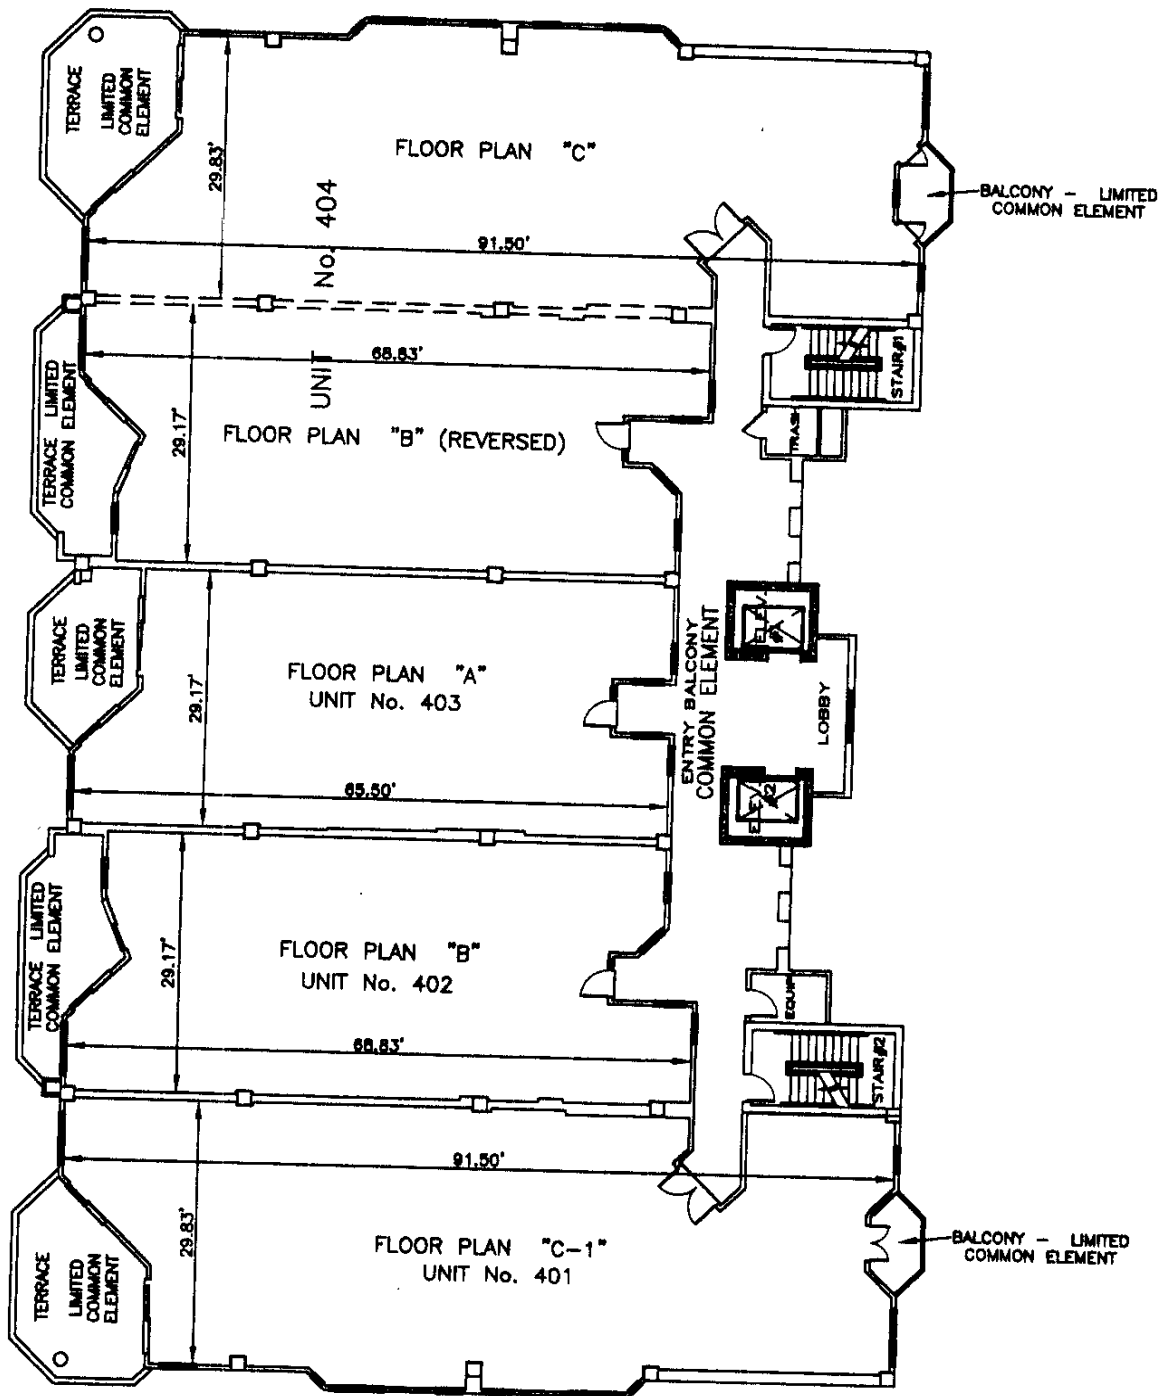 TERRACE
LIMITED
COMMON
ELEMENT
29.83'
FLOOR PLAN "C"
BALCONY - LIMITED
COMMON ELEMENT
91.50'
UNIT No. 404
68.83'
STAIR#1
TRASH
TERRACE LIMITED
COMMON ELEMENT
29.17'
FLOOR PLAN "B" (REVERSED)
TERRACE
LIMITED
COMMON
ELEMENT
29.17'
FLOOR PLAN "A"
UNIT No. 403
65.50'
ENTRY BALCONY
COMMON ELEMENT
ELEV.
LOBBY
ELEV.
#2
TERRACE LIMITED
COMMON ELEMENT
29.17'
FLOOR PLAN "B"
UNIT No. 402
68.83'
EQUIP
STAIR#2
91.50'
29.83'
FLOOR PLAN "C-1"
UNIT No. 401
BALCONY - LIMITED
COMMON ELEMENT
TERRACE
LIMITED
COMMON
ELEMENT